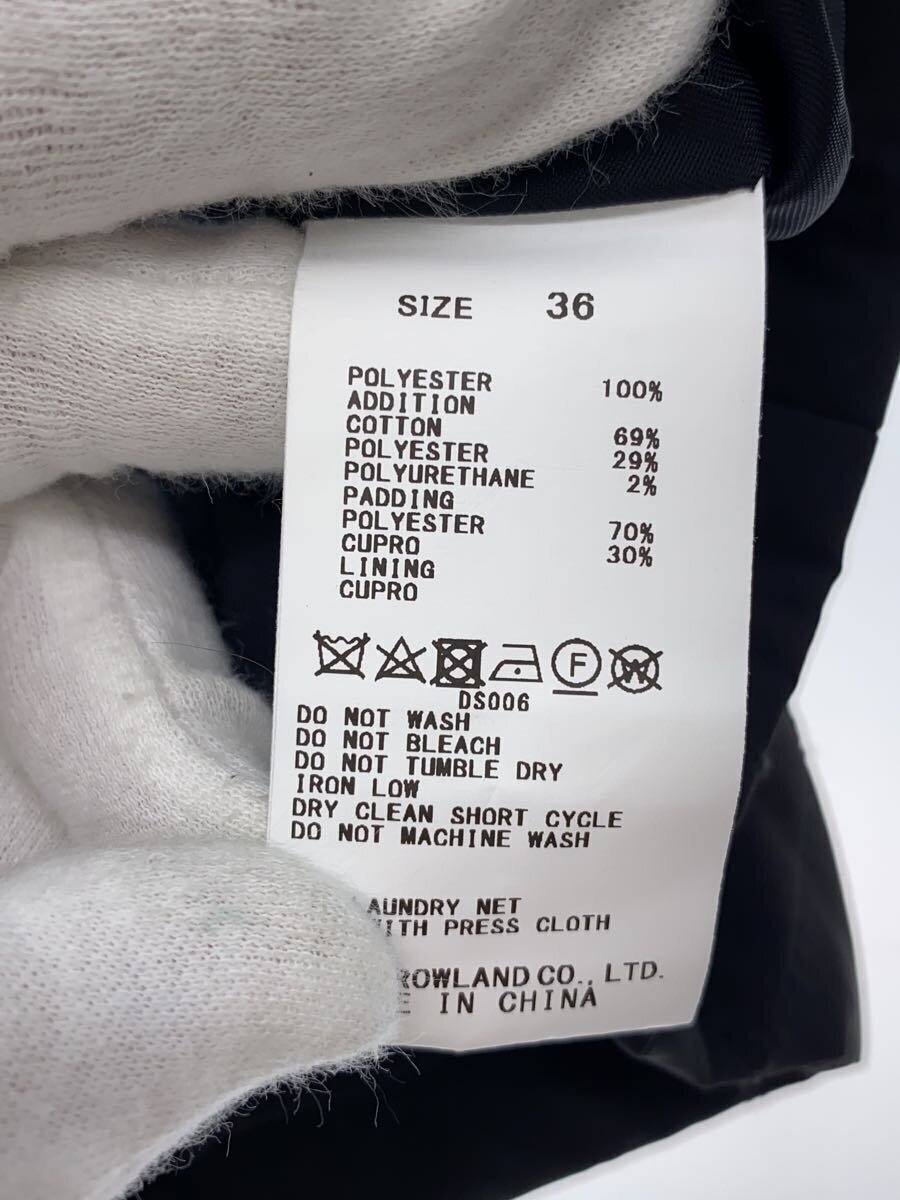 SIZE 36
POLYESTER 100%
ADDITION
COTTON 69%
POLYESTER 29%
POLYURETHANE 2%
PADDING
POLYESTER 70%
CUPRO 30%
LINING
CUPRO
F W
DS006
DO NOT WASH
DO NOT BLEACH
DO NOT TUMBLE DRY
IRON LOW
DRY CLEAN SHORT CYCLE
DO NOT MACHINE WASH
AUNDRY NET
ITH PRESS CLOTH
ROWLAND CO., LTD.
E IN CHINA